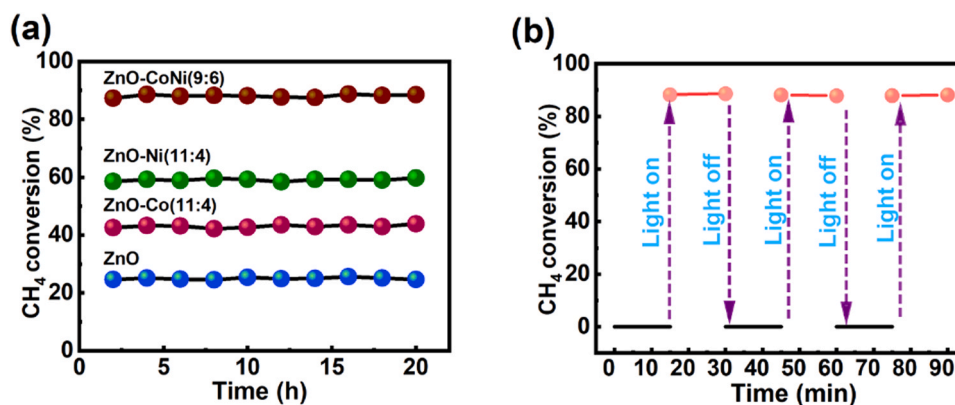 (a)
CH₄ conversion (%)
100
80
60
40
20
0
ZnO-CoNi(9:6)
ZnO-Ni(11:4)
ZnO-Co(11:4)
ZnO
0 5 10 15 20
Time (h)
(b)
CH₄ conversion (%)
100
80
60
40
20
0
Light on
Light off
Light on
Light off
Light on
0 10 20 30 40 50 60 70 80 90
Time (min)